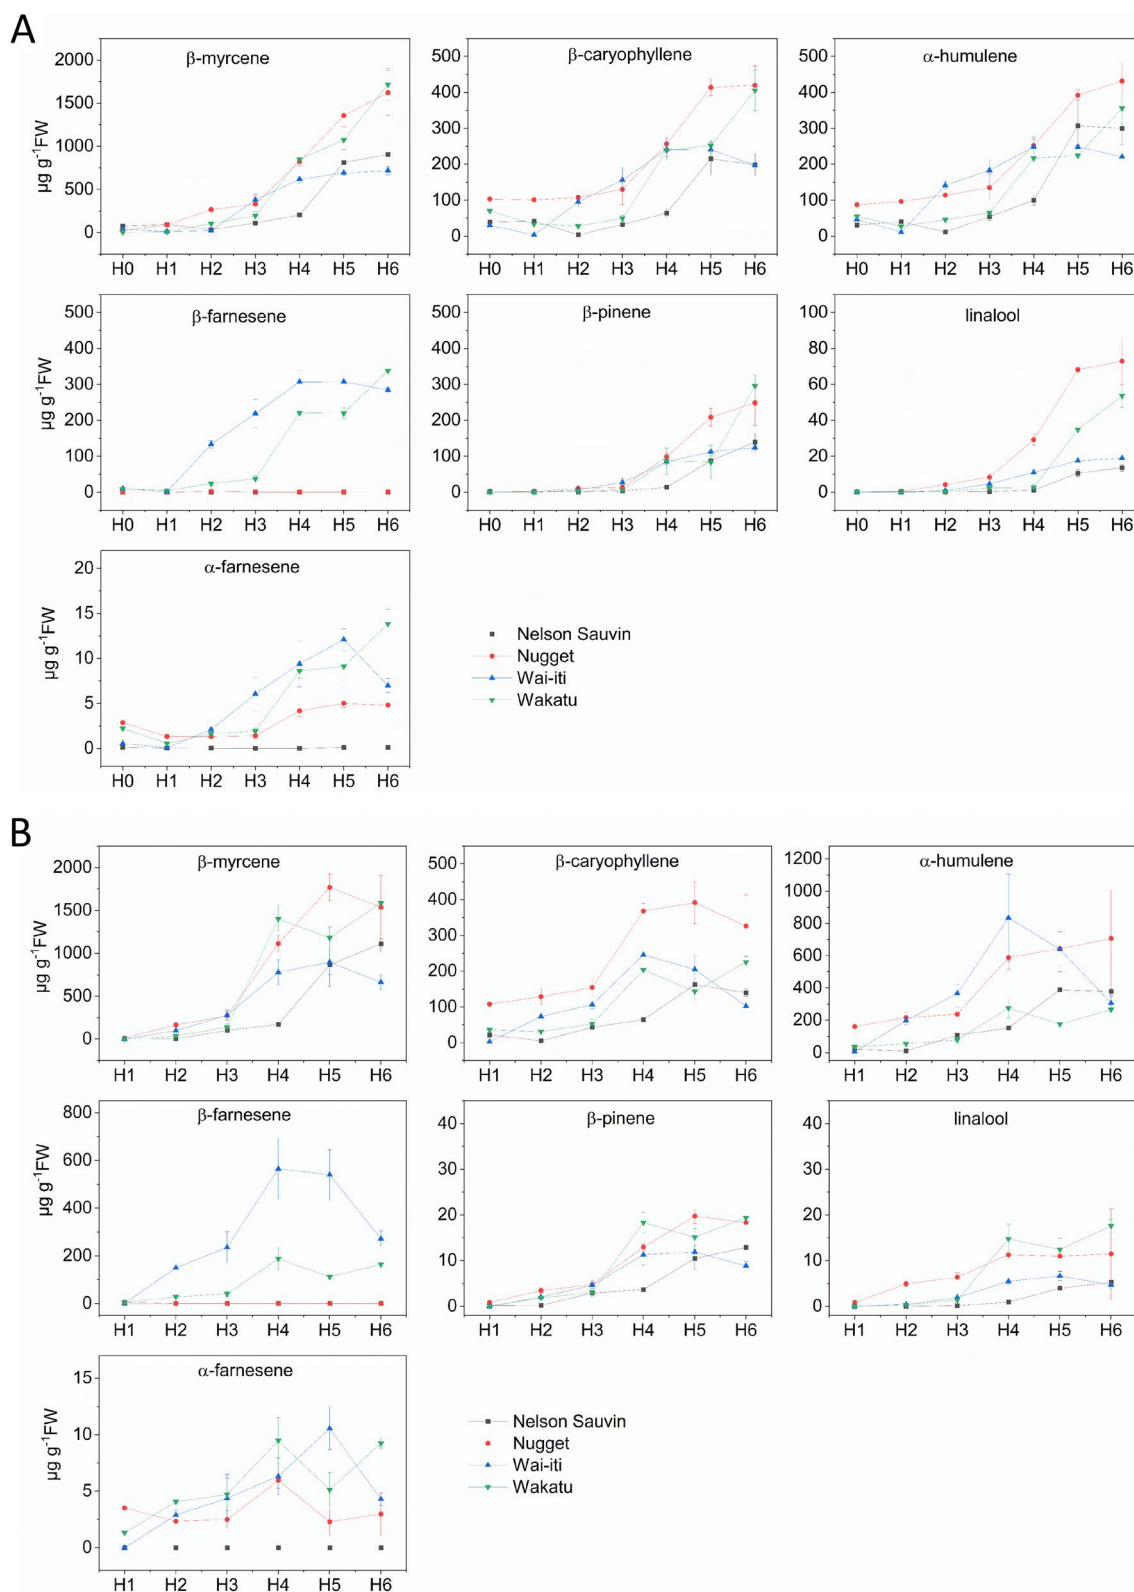 A
β-myrcene
2000
1500
1000
500
0
µg g⁻¹FW
H0 H1 H2 H3 H4 H5 H6
β-caryophyllene
500
400
300
200
100
0
H0 H1 H2 H3 H4 H5 H6
α-humulene
500
400
300
200
100
0
H0 H1 H2 H3 H4 H5 H6
β-farnesene
500
400
300
200
100
0
µg g⁻¹FW
H0 H1 H2 H3 H4 H5 H6
β-pinene
500
400
300
200
100
0
H0 H1 H2 H3 H4 H5 H6
linalool
100
80
60
40
20
0
H0 H1 H2 H3 H4 H5 H6
α-farnesene
20
15
10
5
0
µg g⁻¹FW
H0 H1 H2 H3 H4 H5 H6
Nelson Sauvin
Nugget
Wai-iti
Wakatu
B
β-myrcene
2000
1500
1000
500
0
µg g⁻¹FW
H1 H2 H3 H4 H5 H6
β-caryophyllene
500
400
300
200
100
0
H1 H2 H3 H4 H5 H6
α-humulene
1200
1000
800
600
400
200
0
H1 H2 H3 H4 H5 H6
β-farnesene
800
600
400
200
0
µg g⁻¹FW
H1 H2 H3 H4 H5 H6
β-pinene
40
30
20
10
0
H1 H2 H3 H4 H5 H6
linalool
40
30
20
10
0
H1 H2 H3 H4 H5 H6
α-farnesene
15
10
5
0
µg g⁻¹FW
H1 H2 H3 H4 H5 H6
Nelson Sauvin
Nugget
Wai-iti
Wakatu